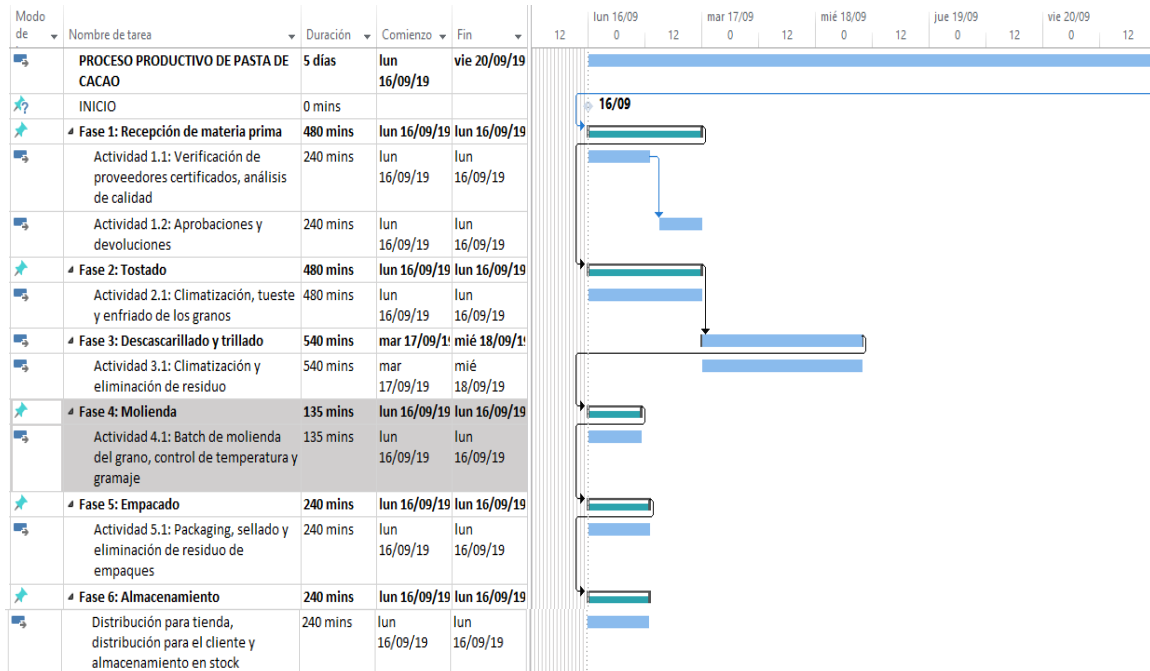 Modo
de
Nombre de tarea
Duración
Comienzo
Fin
lun 16/09
mar 17/09
mié 18/09
jue 19/09
vie 20/09
12 0 12 0 12 0 12 0 12 0 12
PROCESO PRODUCTIVO DE PASTA DE
CACAO
5 días
lun
16/09/19
vie 20/09/19
INICIO
0 mins
16/09
Fase 1: Recepción de materia prima
480 mins
lun 16/09/19
lun 16/09/19
Actividad 1.1: Verificación de
proveedores certificados, análisis
de calidad
240 mins
lun
16/09/19
lun
16/09/19
Actividad 1.2: Aprobaciones y
devoluciones
240 mins
lun
16/09/19
lun
16/09/19
Fase 2: Tostado
480 mins
lun 16/09/19
lun 16/09/19
Actividad 2.1: Climatización, tueste
y enfriado de los granos
480 mins
lun
16/09/19
lun
16/09/19
Fase 3: Descascarillado y trillado
540 mins
mar 17/09/1
mié 18/09/1
Actividad 3.1: Climatización y
eliminación de residuo
540 mins
mar
17/09/19
mié
18/09/19
Fase 4: Molienda
135 mins
lun 16/09/19
lun 16/09/19
Actividad 4.1: Batch de molienda
del grano, control de temperatura y
gramaje
135 mins
lun
16/09/19
lun
16/09/19
Fase 5: Empacado
240 mins
lun 16/09/19
lun 16/09/19
Actividad 5.1: Packaging, sellado y
eliminación de residuo de
empaques
240 mins
lun
16/09/19
lun
16/09/19
Fase 6: Almacenamiento
240 mins
lun 16/09/19
lun 16/09/19
Distribución para tienda,
distribución para el cliente y
almacenamiento en stock
240 mins
lun
16/09/19
lun
16/09/19